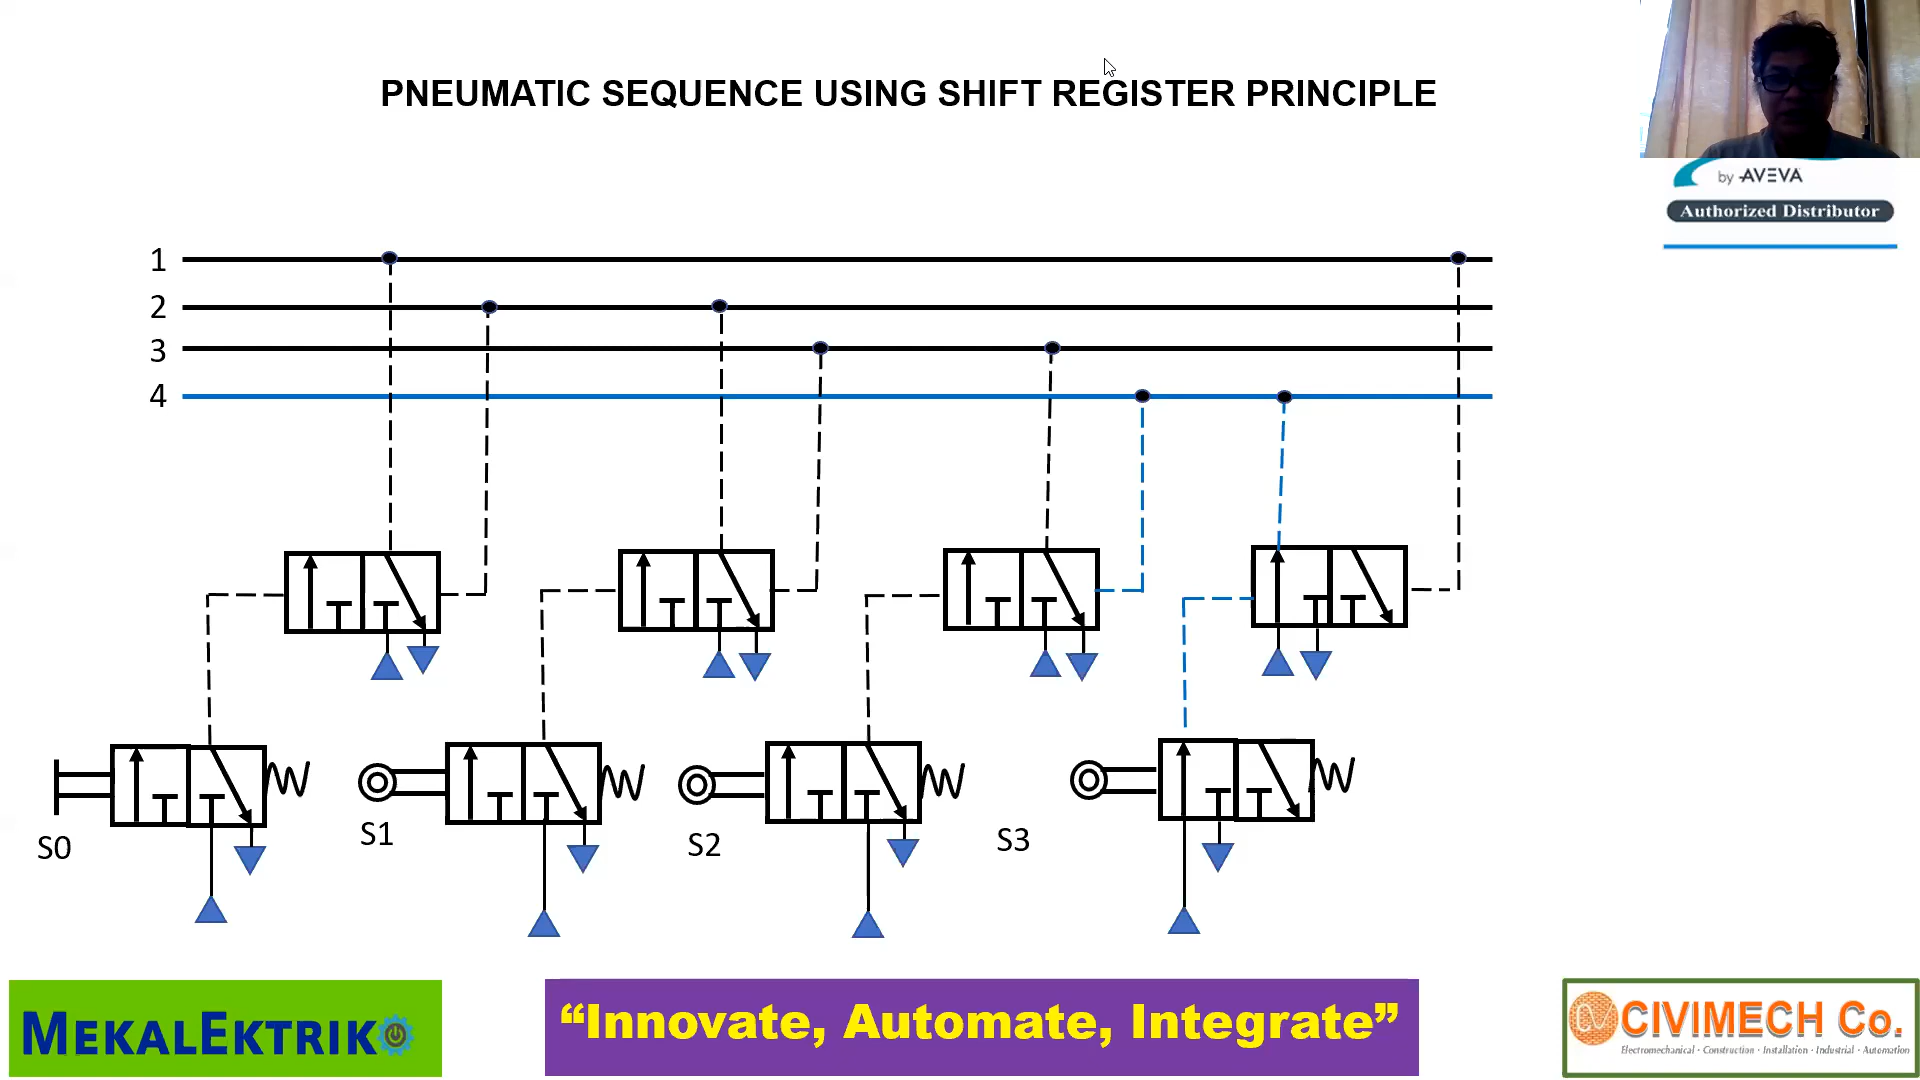 PNEUMATIC SEQUENCE USING SHIFT REGISTER PRINCIPLE
by AVEVA
Authorized Distributor
1
2
3
4
S0
S1
S2
S3
MEKALEKTRIKO
“Innovate, Automate, Integrate”
CIVIMECH Co.
Electromechanical · Construction · Installation · Industrial · Automation